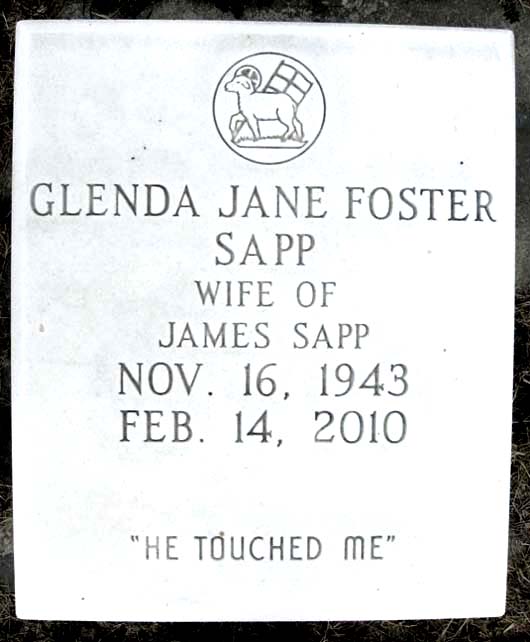 GLENDA JANE FOSTER
SAPP
WIFE OF
JAMES SAPP
NOV. 16, 1943
FEB. 14, 2010
"HE TOUCHED ME"